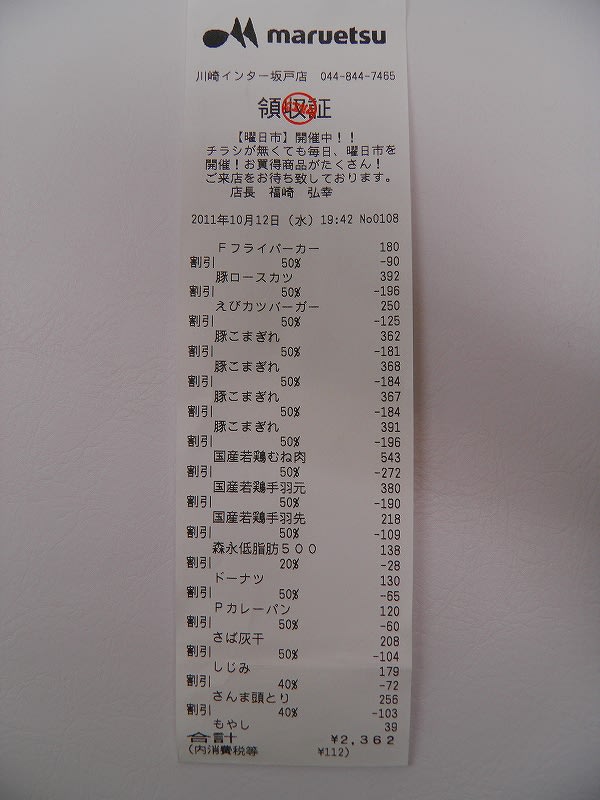 maruetsu
川崎インター坂戸店 044-844-7465
領収証
【曜日市】開催中！！
チラシが無くても毎日、曜日市を
開催！お買得商品がたくさん！
ご来店をお待ち致しております。
店長 福崎 弘幸
2011年10月12日（水）19:42 No0108
Ｆフライバーカー 180
割引 50% -90
豚ロースカツ 392
割引 50% -196
えびカツバーガー 250
割引 50% -125
豚こまぎれ 362
割引 50% -181
豚こまぎれ 368
割引 50% -184
豚こまぎれ 367
割引 50% -184
豚こまぎれ 391
割引 50% -196
国産若鶏むね肉 543
割引 50% -272
国産若鶏手羽元 380
割引 50% -190
国産若鶏手羽先 218
割引 50% -109
森永低脂肪５００ 138
割引 20% -28
ドーナツ 130
割引 50% -65
Ｐカレーパン 120
割引 50% -60
さば灰干 208
割引 50% -104
しじみ 179
割引 40% -72
さんま頭とり 256
割引 40% -103
もやし 39
合計 ¥2,362
(内消費税等 ¥112)